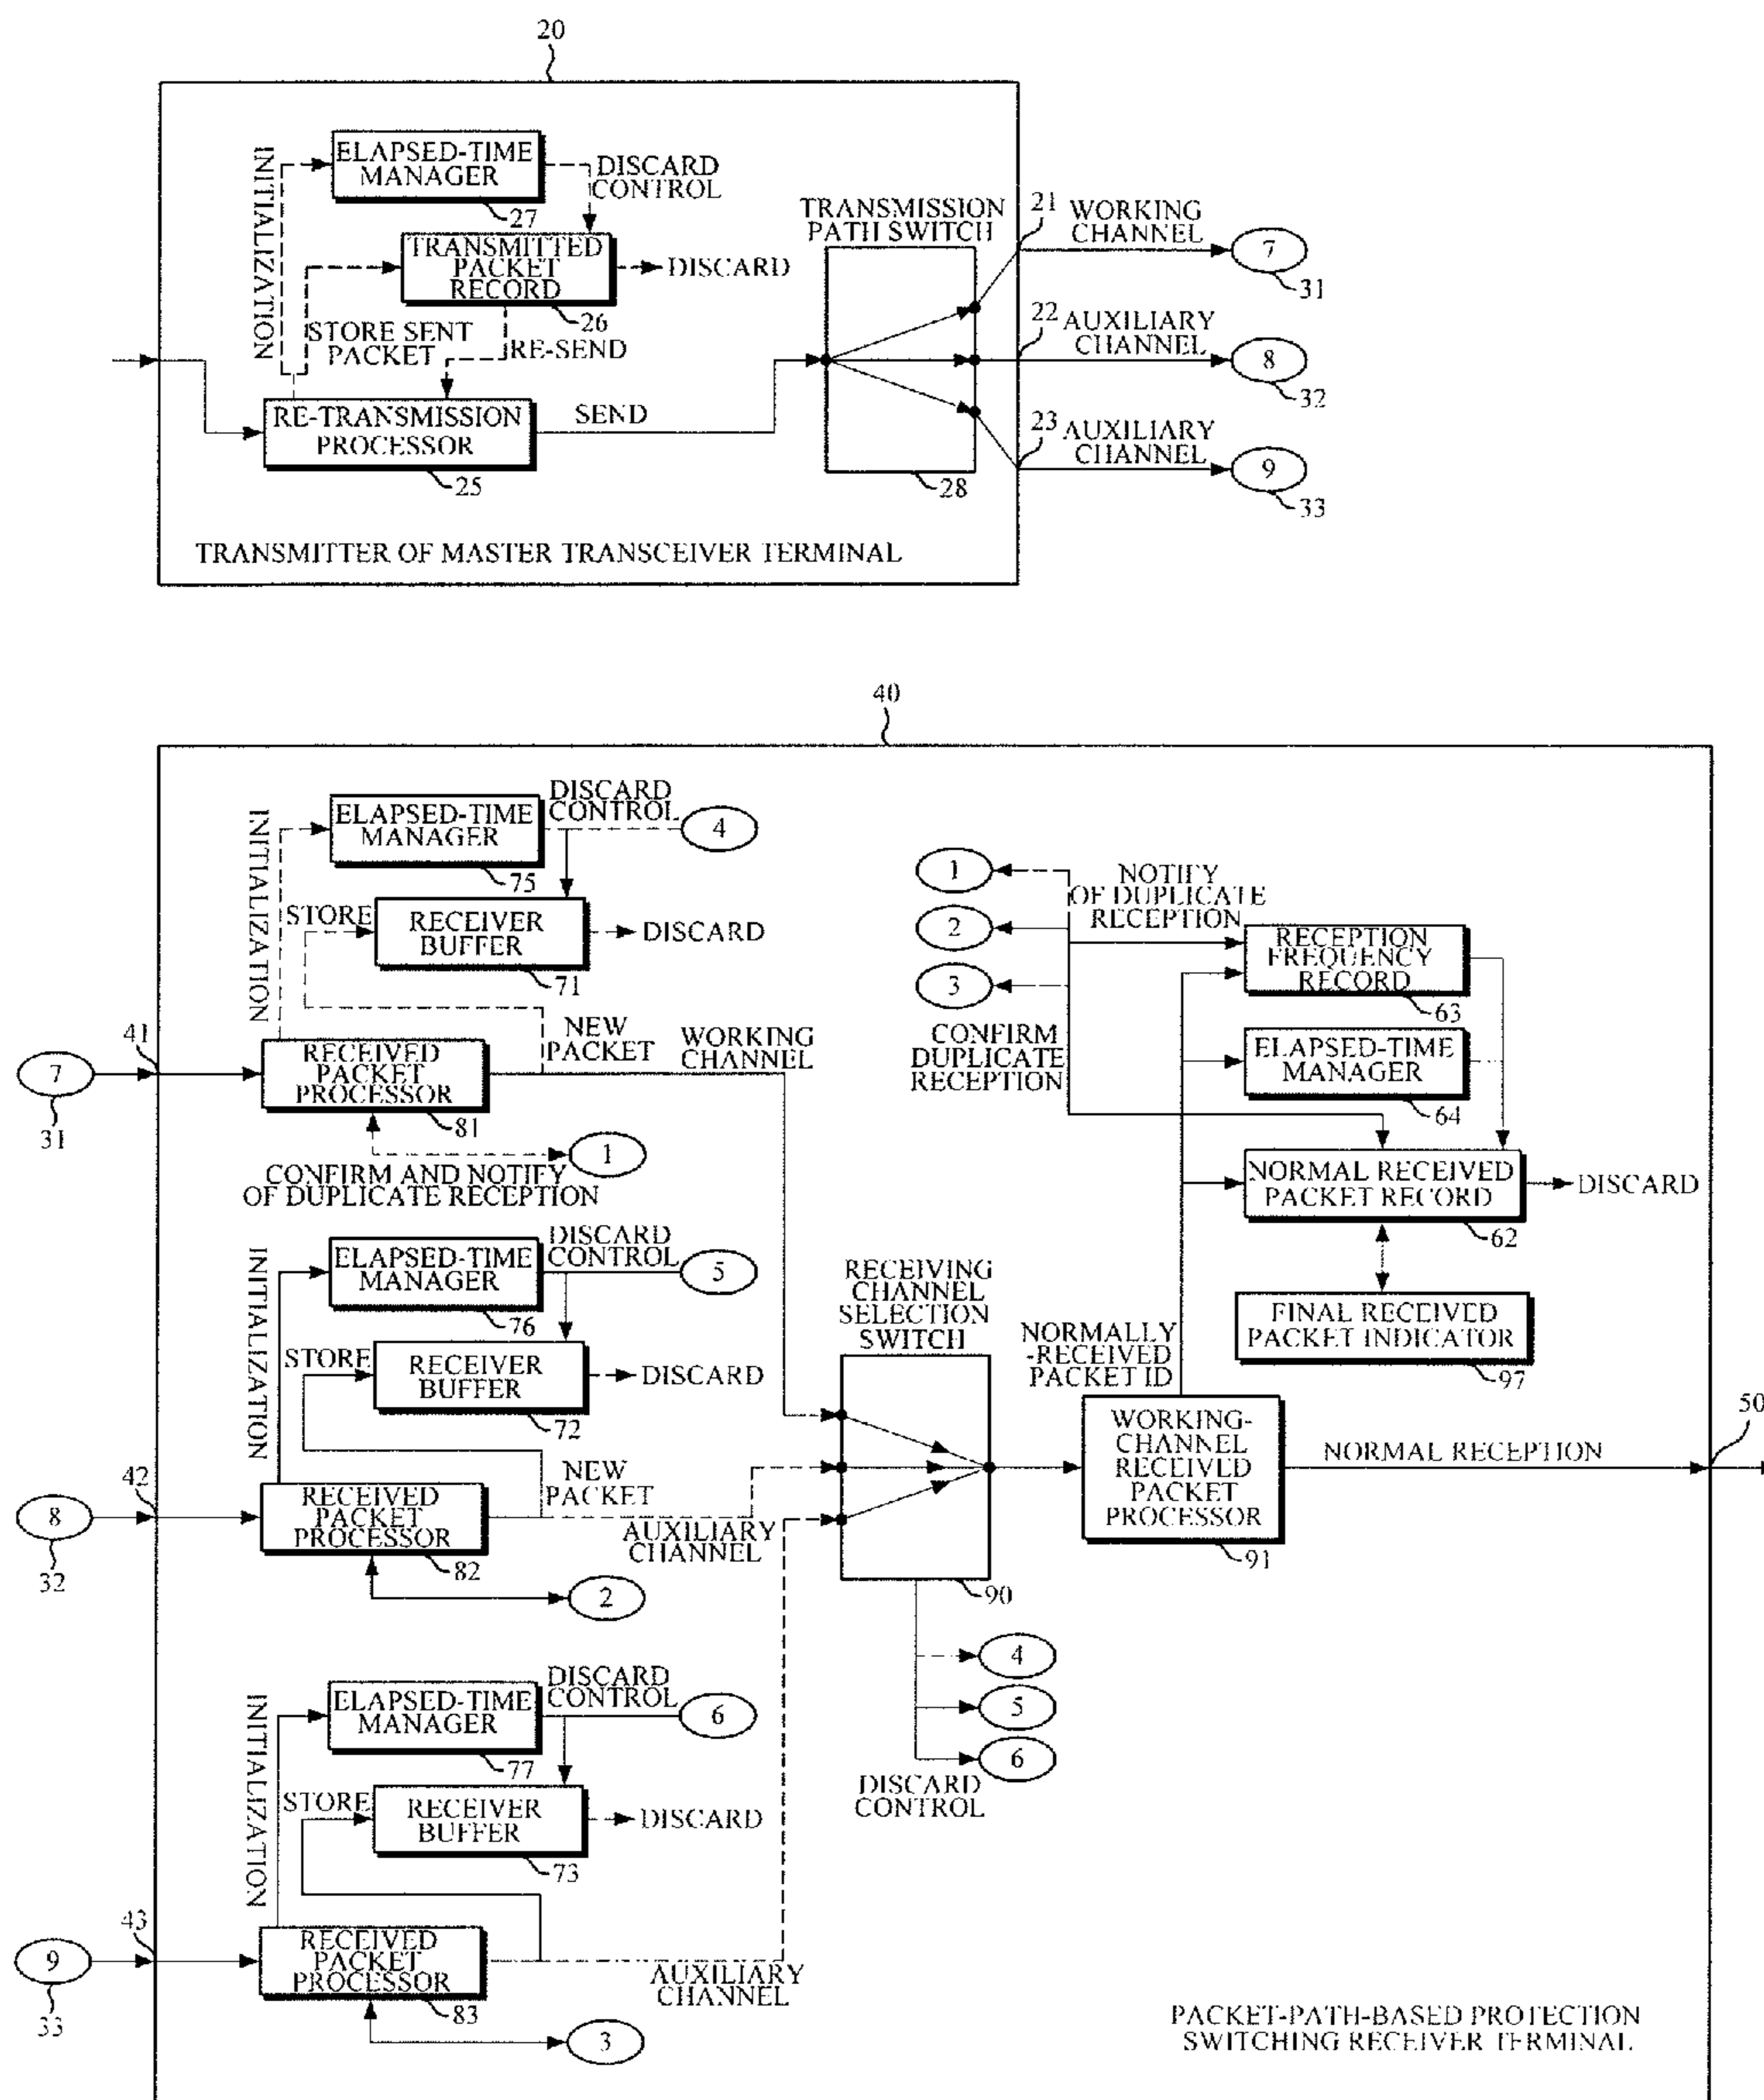 20
ELAPSED-TIME
MANAGER
27
INITIALIZATION
DISCARD
CONTROL
TRANSMITTED
PACKET
RECORD
26
DISCARD
STORE SENT
PACKET
RE-SEND
RE-TRANSMISSION
PROCESSOR
25
SEND
TRANSMISSION
PATH SWITCH
28
21
WORKING
CHANNEL
7
31
22
AUXILIARY
CHANNEL
8
32
23
AUXILIARY
CHANNEL
9
33
TRANSMITTER OF MASTER TRANSCEIVER TERMINAL
40
INITIALIZATION
ELAPSED-TIME
MANAGER
75
DISCARD
CONTROL
4
STORE
RECEIVER
BUFFER
71
DISCARD
NEW
PACKET
WORKING
CHANNEL
7
31
41
RECEIVED
PACKET
PROCESSOR
81
1
CONFIRM AND NOTIFY
OF DUPLICATE RECEPTION
INITIALIZATION
ELAPSED-TIME
MANAGER
76
DISCARD
CONTROL
5
STORE
RECEIVER
BUFFER
72
DISCARD
NEW
PACKET
AUXILIARY
CHANNEL
8
32
42
RECEIVED
PACKET
PROCESSOR
82
2
INITIALIZATION
ELAPSED-TIME
MANAGER
77
DISCARD
CONTROL
6
STORE
RECEIVER
BUFFER
73
DISCARD
9
33
43
RECEIVED
PACKET
PROCESSOR
83
3
AUXILIARY
CHANNEL
RECEIVING
CHANNEL
SELECTION
SWITCH
90
4
5
6
DISCARD
CONTROL
1
2
3
NOTIFY
OF DUPLICATE
RECEPTION
CONFIRM
DUPLICATE
RECEPTION
RECEPTION
FREQUENCY
RECORD
63
ELAPSED-TIME
MANAGER
64
NORMAL RECEIVED
PACKET RECORD
62
DISCARD
FINAL RECEIVED
PACKET INDICATOR
97
NORMALLY
-RECEIVED
PACKET ID
WORKING-
CHANNEL
RECEIVED
PACKET
PROCESSOR
91
NORMAL RECEPTION
50
PACKET-PATH-BASED PROTECTION
SWITCHING RECEIVER TERMINAL